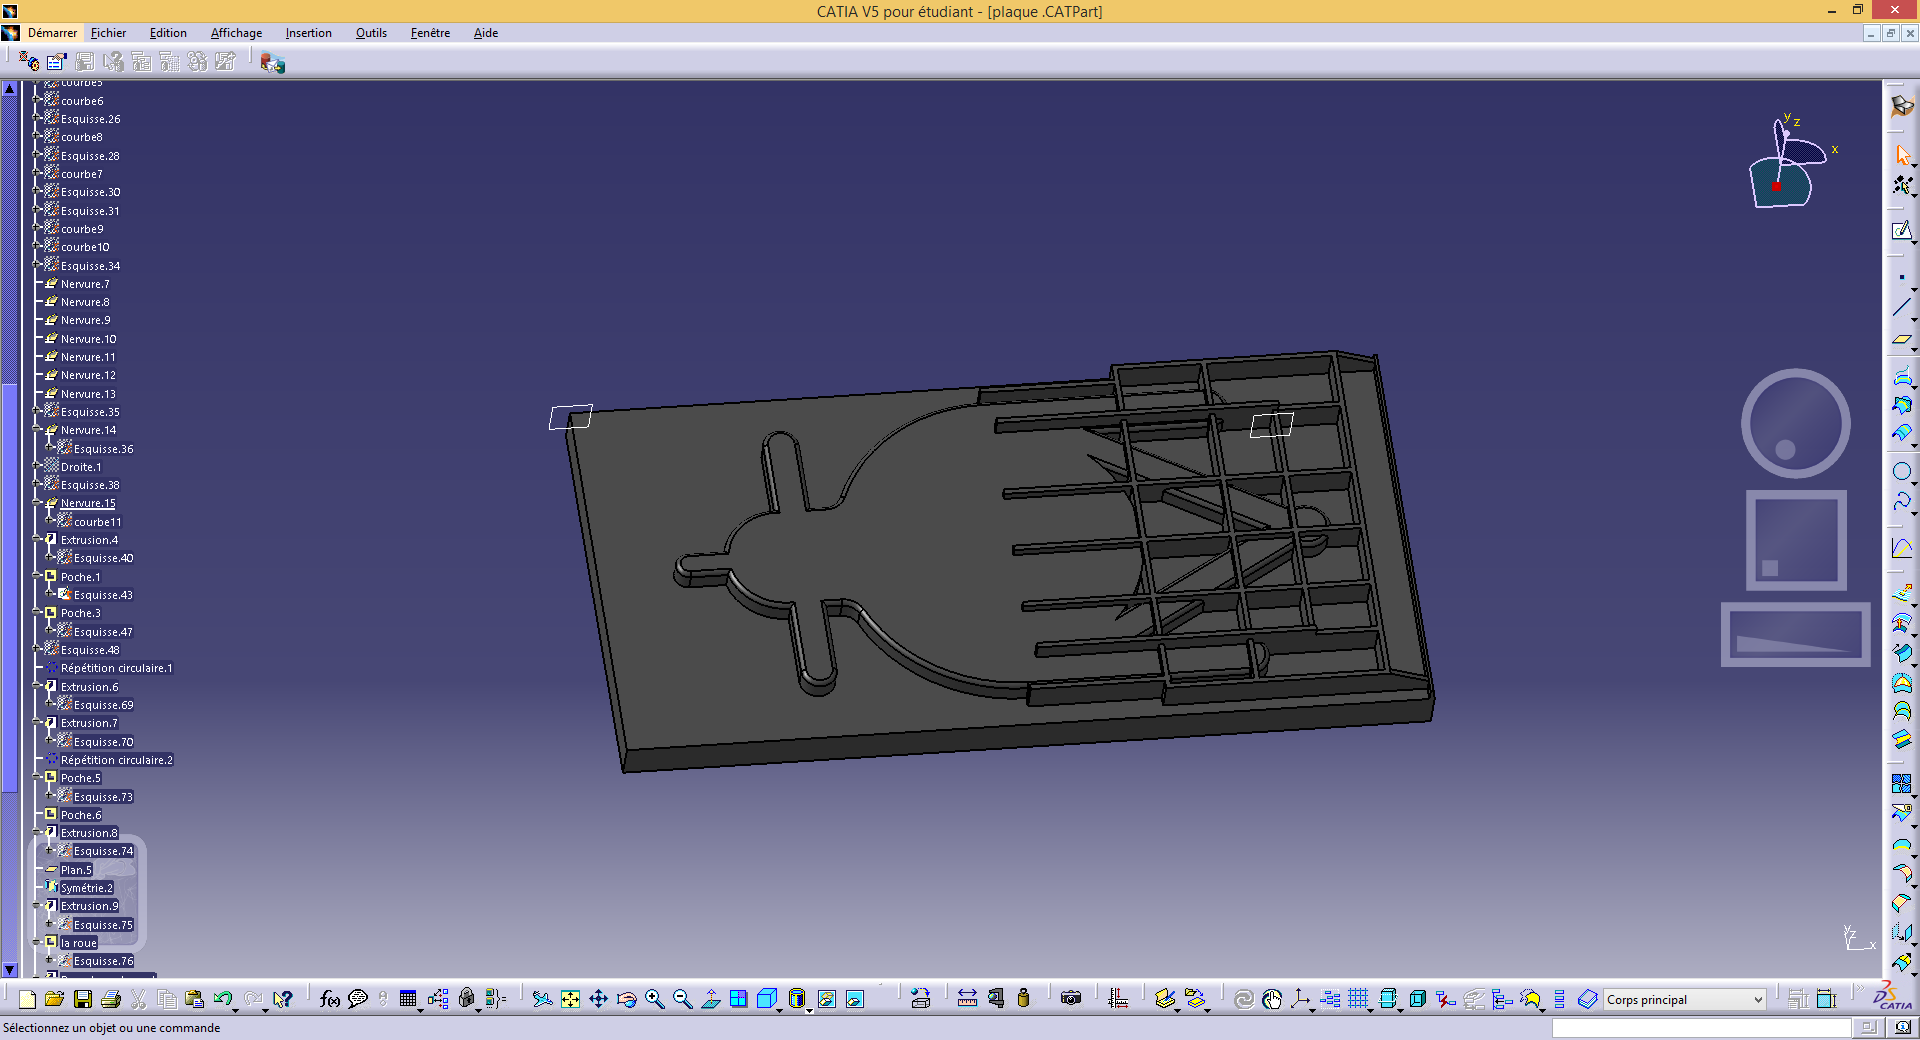 CATIA V5 pour étudiant - [plaque .CATPart]
Démarrer Fichier Edition Affichage Insertion Outils Fenêtre Aide
courbe5
courbe6
Esquisse.26
courbe8
Esquisse.28
courbe7
Esquisse.30
Esquisse.31
courbe9
courbe10
Esquisse.34
Nervure.7
Nervure.8
Nervure.9
Nervure.10
Nervure.11
Nervure.12
Nervure.13
Esquisse.35
Nervure.14
Esquisse.36
Droite.1
Esquisse.38
Nervure.15
courbe11
Extrusion.4
Esquisse.40
Poche.1
Esquisse.43
Poche.3
Esquisse.47
Esquisse.48
Répétition circulaire.1
Extrusion.6
Esquisse.69
Extrusion.7
Esquisse.70
Répétition circulaire.2
Poche.5
Esquisse.73
Poche.6
Extrusion.8
Esquisse.74
Plan.5
Symétrie.2
Extrusion.9
Esquisse.75
la roue
Esquisse.76
y z
x
y
z
x
f(x)
Corps principal
CATIA
Sélectionnez un objet ou une commande